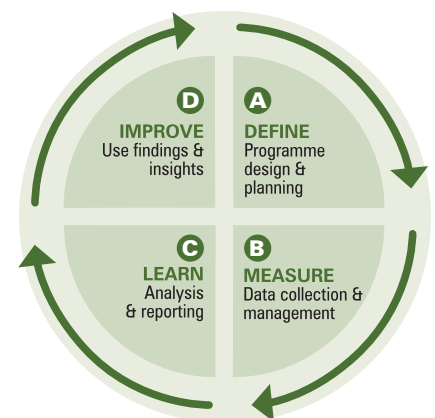 A
DEFINE
Programme
design &
planning
B
MEASURE
Data collection &
management
C
LEARN
Analysis
& reporting
D
IMPROVE
Use findings &
insights